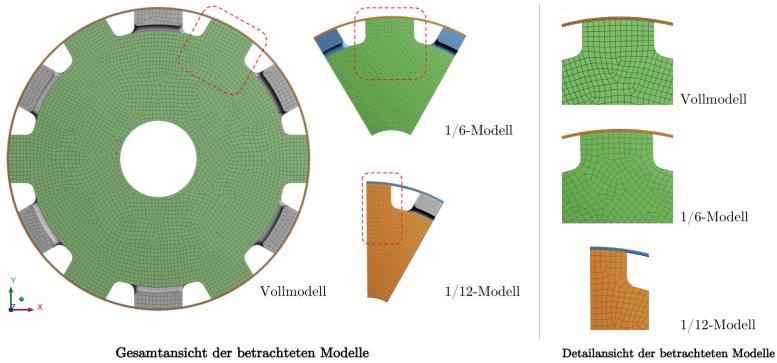 Vollmodell
1/6-Modell
1/12-Modell
Y
Z
X
Gesamtansicht der betrachteten Modelle
Vollmodell
1/6-Modell
1/12-Modell
Detailansicht der betrachteten Modelle